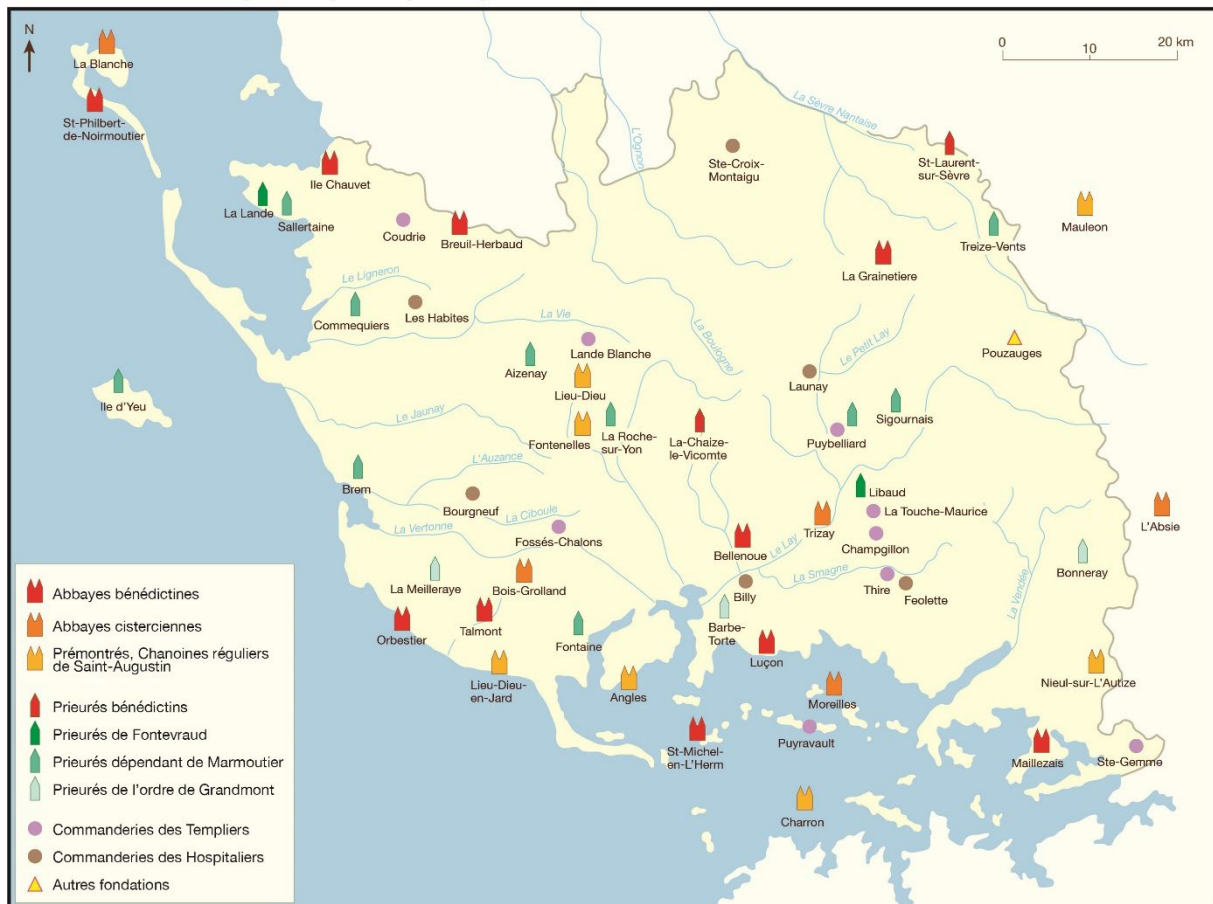 N
0
10
20 km
La Blanche
St-Philbert-
de-Noirmoutier
Ile Chauvet
La Lande
Sallertaine
Coudrie
Breuil-Herbaud
L'Ognon
Ste-Croix-
Montaigu
La Sèvre Nantaise
St-Laurent-
sur-Sèvre
Mauleon
Treize-Vents
La Grainetiere
Le Ligneron
Commequiers
Les Habites
La Vie
Lande Blanche
Aizenay
Lieu-Dieu
La Boulogne
Le Petit Lay
Launay
Pouzauges
Ile d'Yeu
Le Jaunay
Fontenelles
La Roche-
sur-Yon
La-Chaize-
le-Vicomte
Puybelliard
Sigournais
L'Auzance
Brem
Bourgneuf
La Ciboule
La Vertonne
Fossés-Chalons
Libaud
La Touche-Maurice
Trizay
Champgillon
L'Absie
Bellenoue
Le Lay
La Smagne
Billy
Thire
Feolette
La Vendée
Bonneray
La Meilleraye
Bois-Grolland
Orbestier
Talmont
Fontaine
Barbe-
Torte
Luçon
Lieu-Dieu-
en-Jard
Angles
Moreilles
Nieul-sur-L'Autize
St-Michel-
en-L'Herm
Puyravault
Maillezais
Ste-Gemme
Charron
Abbayes bénédictines
Abbayes cisterciennes
Prémontrés, Chanoines réguliers
de Saint-Augustin
Prieurés bénédictins
Prieurés de Fontevraud
Prieurés dépendant de Marmoutier
Prieurés de l'ordre de Grandmont
Commanderies des Templiers
Commanderies des Hospitaliers
Autres fondations